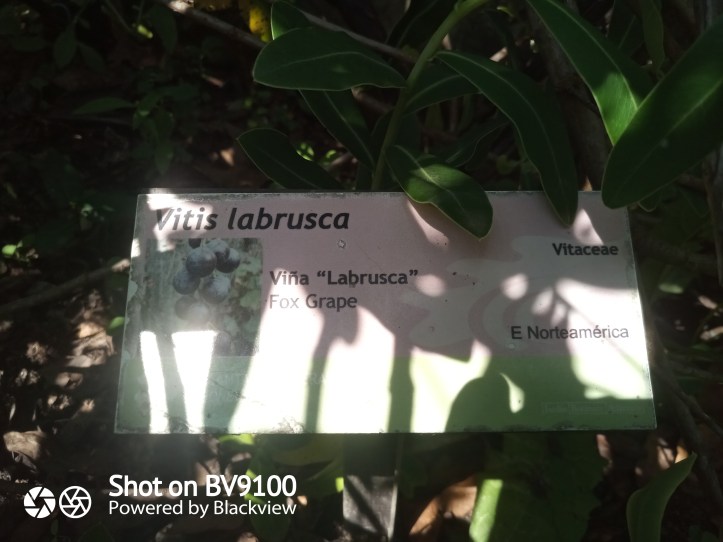 Vitis labrusca
Vitaceae
Viña “Labrusca”
Fox Grape
E Norteamérica
Shot on BV9100
Powered by Blackview